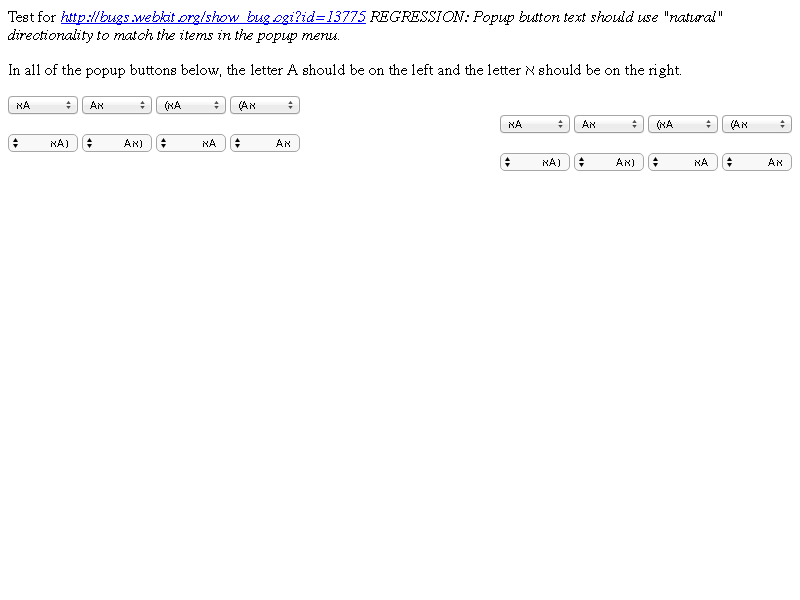 Test for http://bugs.webkit.org/show_bug.cgi?id=13775 REGRESSION: Popup button text should use "natural"
directionality to match the items in the popup menu.
In all of the popup buttons below, the letter A should be on the left and the letter א should be on the right.
אA Aא (אA (Aא
אA Aא (אA (Aא
אA) Aא) אA Aא
אA) Aא) אA Aא